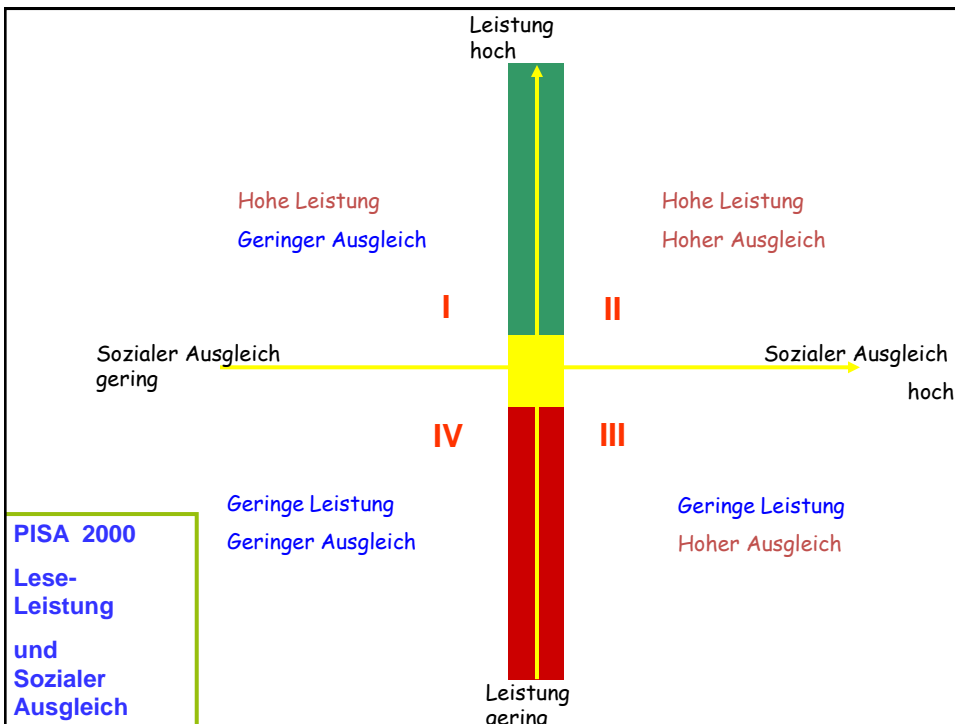 Leistung
hoch
Hohe Leistung
Geringer Ausgleich
Hohe Leistung
Hoher Ausgleich
I
II
Sozialer Ausgleich
gering
Sozialer Ausgleich
hoch
IV
III
Geringe Leistung
Geringer Ausgleich
Geringe Leistung
Hoher Ausgleich
PISA 2000
Lese-
Leistung
und
Sozialer
Ausgleich
Leistung
gering